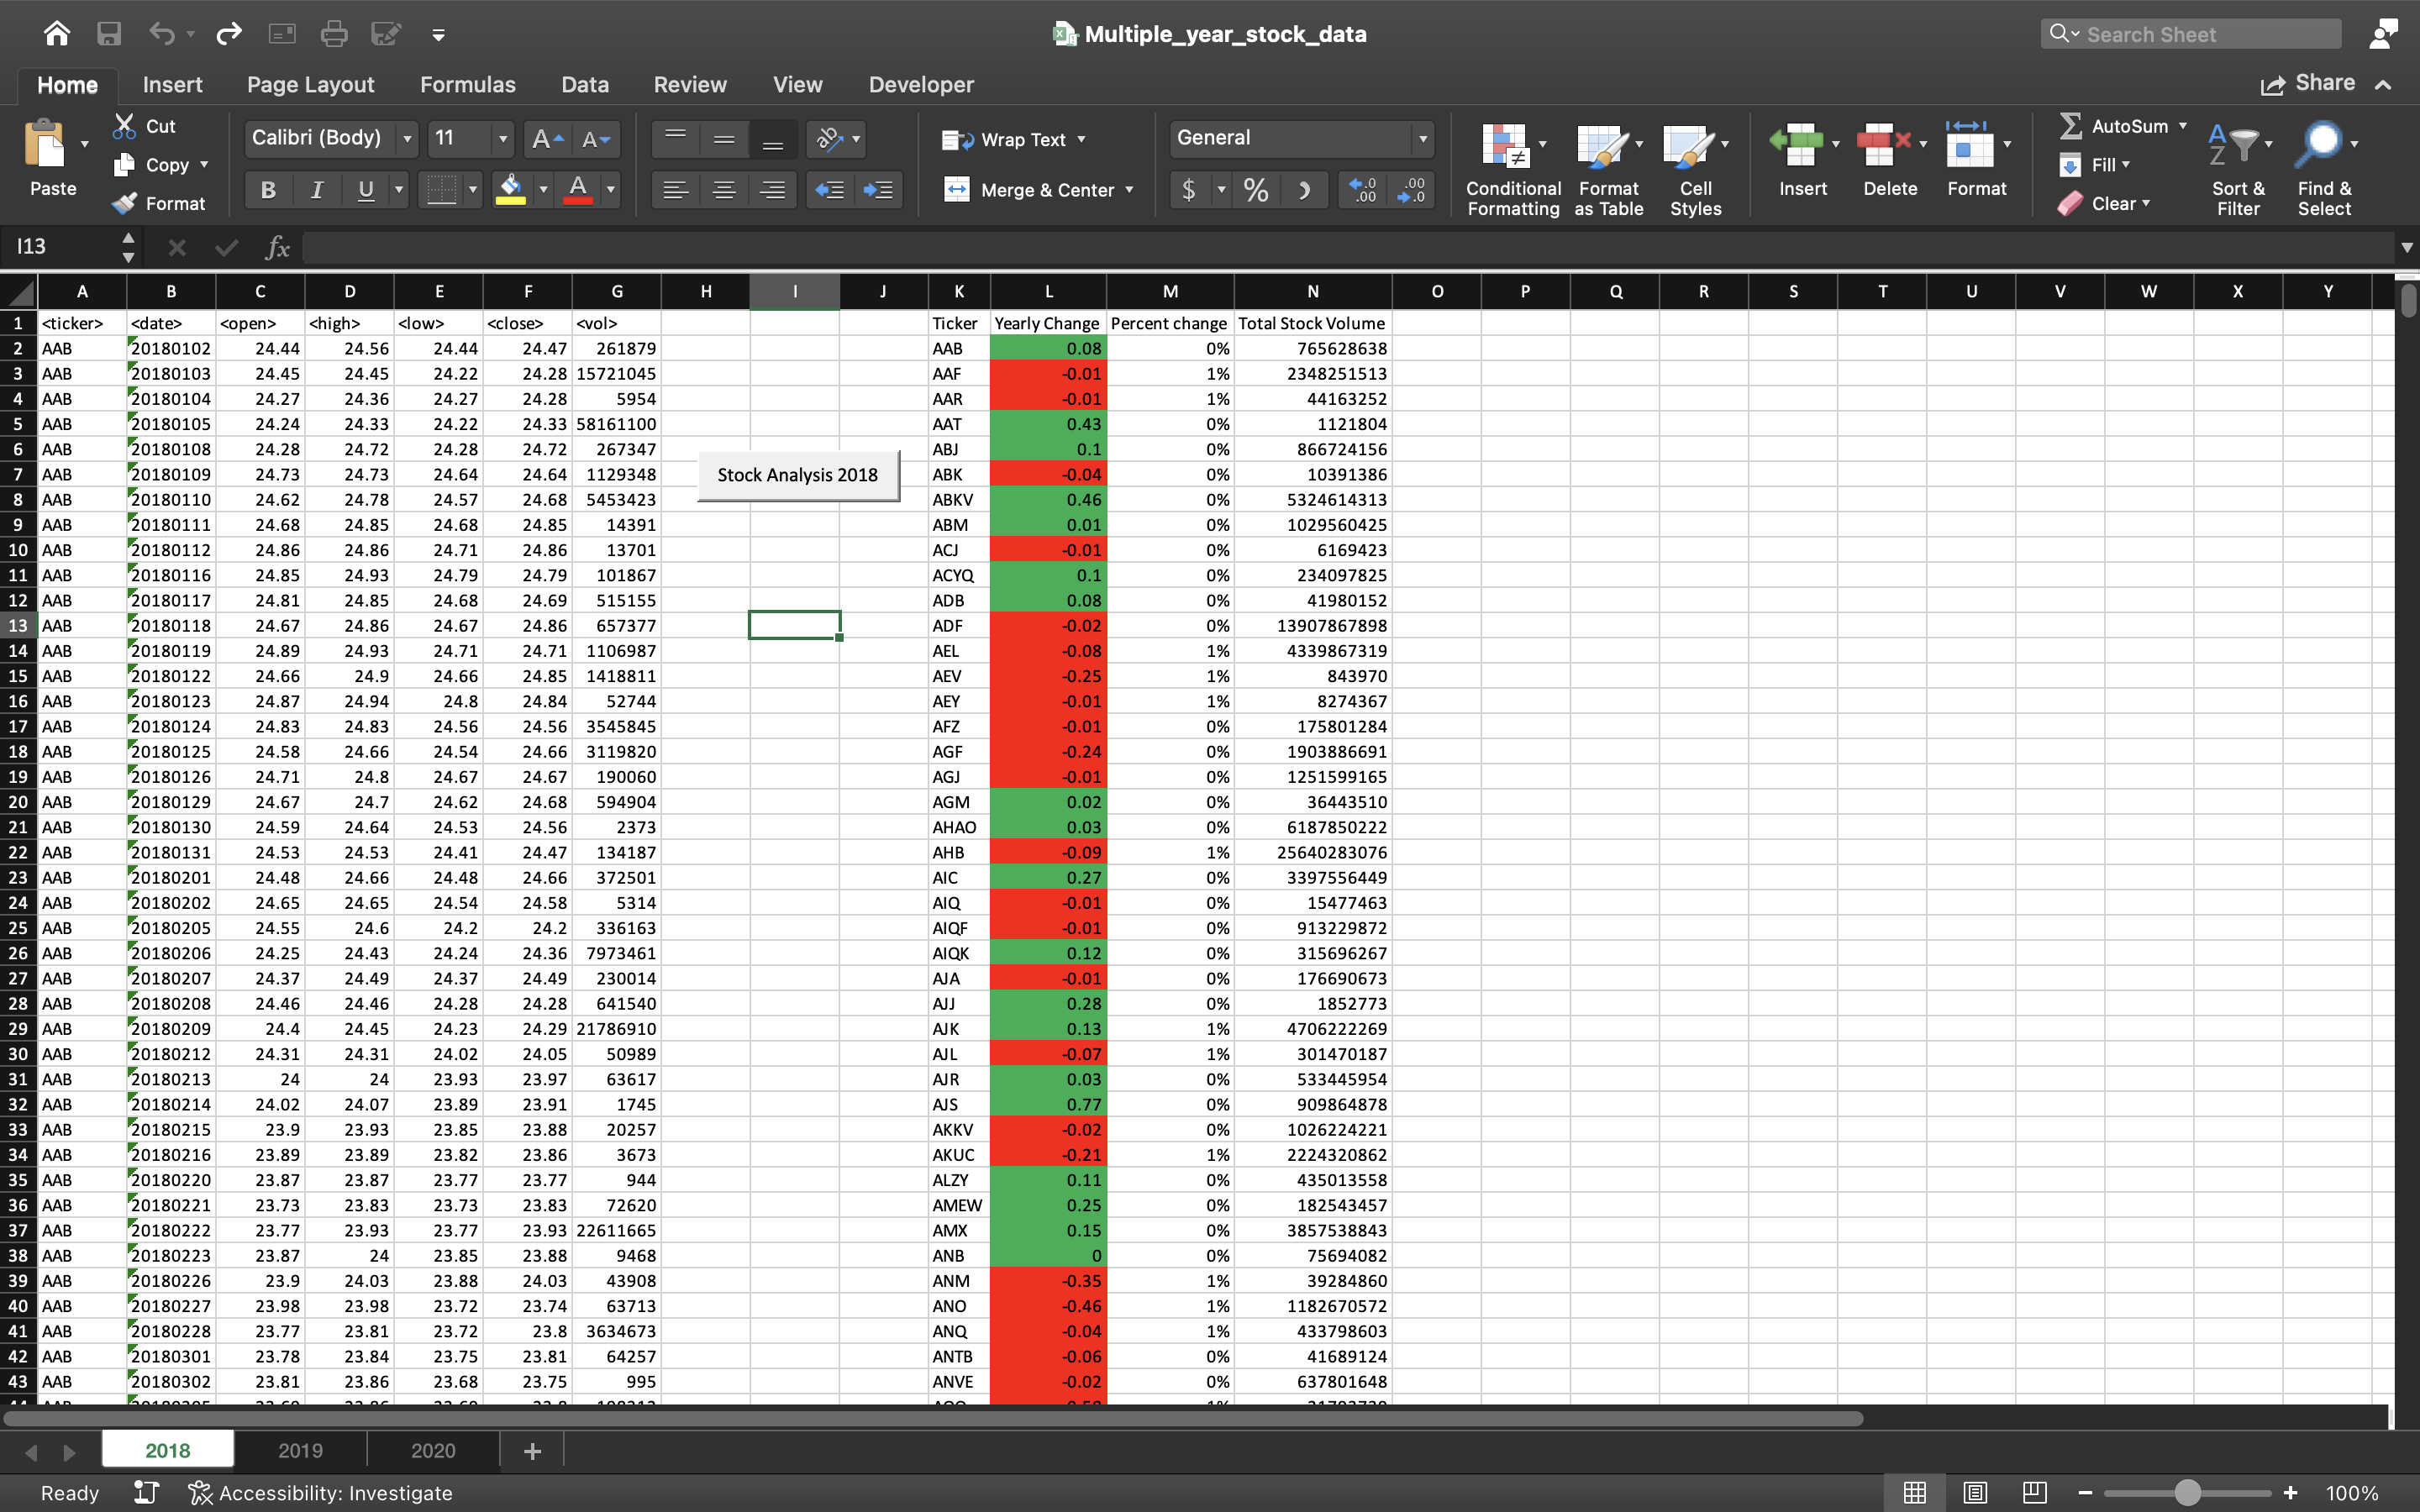 Multiple_year_stock_data
Search Sheet
Home Insert Page Layout Formulas Data Review View Developer
Share
Paste
Cut
Copy
Format
Calibri (Body) 11
Wrap Text
Merge & Center
General
Conditional Formatting
Format as Table
Cell Styles
Insert
Delete
Format
AutoSum
Fill
Clear
Sort & Filter
Find & Select
I13 fx
A B C D E F G H I J K L M N O P Q R S T U V W X Y
1 <ticker> <date> <open> <high> <low> <close> <vol> Ticker Yearly Change Percent change Total Stock Volume
2 AAB 20180102 24.44 24.56 24.44 24.47 261879 AAB 0.08 0% 765628638
3 AAB 20180103 24.45 24.45 24.22 24.28 15721045 AAF -0.01 1% 2348251513
4 AAB 20180104 24.27 24.36 24.27 24.28 5954 AAR -0.01 1% 44163252
5 AAB 20180105 24.24 24.33 24.22 24.33 58161100 AAT 0.43 0% 1121804
6 AAB 20180108 24.28 24.72 24.28 24.72 267347 ABJ 0.1 0% 866724156
7 AAB 20180109 24.73 24.73 24.64 24.64 1129348 ABK -0.04 0% 10391386
Stock Analysis 2018
8 AAB 20180110 24.62 24.78 24.57 24.68 5453423 ABKV 0.46 0% 5324614313
9 AAB 20180111 24.68 24.85 24.68 24.85 14391 ABM 0.01 0% 1029560425
10 AAB 20180112 24.86 24.86 24.71 24.86 13701 ACJ -0.01 0% 6169423
11 AAB 20180116 24.85 24.93 24.79 24.79 101867 ACYQ 0.1 0% 234097825
12 AAB 20180117 24.81 24.85 24.68 24.69 515155 ADB 0.08 0% 41980152
13 AAB 20180118 24.67 24.86 24.67 24.86 657377 ADF -0.02 0% 13907867898
14 AAB 20180119 24.89 24.93 24.71 24.71 1106987 AEL -0.08 1% 4339867319
15 AAB 20180122 24.66 24.9 24.66 24.85 1418811 AEV -0.25 1% 843970
16 AAB 20180123 24.87 24.94 24.8 24.84 52744 AEY -0.01 1% 8274367
17 AAB 20180124 24.83 24.83 24.56 24.56 3545845 AFZ -0.01 0% 175801284
18 AAB 20180125 24.58 24.66 24.54 24.66 3119820 AGF -0.24 0% 1903886691
19 AAB 20180126 24.71 24.8 24.67 24.67 190060 AGJ -0.01 0% 1251599165
20 AAB 20180129 24.67 24.7 24.62 24.68 594904 AGM 0.02 0% 36443510
21 AAB 20180130 24.59 24.64 24.53 24.56 2373 AHAO 0.03 0% 6187850222
22 AAB 20180131 24.53 24.53 24.41 24.47 134187 AHB -0.09 1% 25640283076
23 AAB 20180201 24.48 24.66 24.48 24.66 372501 AIC 0.27 0% 3397556449
24 AAB 20180202 24.65 24.65 24.54 24.58 5314 AIQ -0.01 0% 15477463
25 AAB 20180205 24.55 24.6 24.2 24.2 336163 AIQF -0.01 0% 913229872
26 AAB 20180206 24.25 24.43 24.24 24.36 7973461 AIQK 0.12 0% 315696267
27 AAB 20180207 24.37 24.49 24.37 24.49 230014 AJA -0.01 0% 176690673
28 AAB 20180208 24.46 24.46 24.28 24.28 641540 AJJ 0.28 0% 1852773
29 AAB 20180209 24.4 24.45 24.23 24.29 21786910 AJK 0.13 1% 4706222269
30 AAB 20180212 24.31 24.31 24.02 24.05 50989 AJL -0.07 1% 301470187
31 AAB 20180213 24 24 23.93 23.97 63617 AJR 0.03 0% 533445954
32 AAB 20180214 24.02 24.07 23.89 23.91 1745 AJS 0.77 0% 909864878
33 AAB 20180215 23.9 23.93 23.85 23.88 20257 AKKV -0.02 0% 1026224221
34 AAB 20180216 23.89 23.89 23.82 23.86 3673 AKUC -0.21 1% 2224320862
35 AAB 20180220 23.87 23.87 23.77 23.77 944 ALZY 0.11 0% 435013558
36 AAB 20180221 23.73 23.83 23.73 23.83 72620 AMEW 0.25 0% 182543457
37 AAB 20180222 23.77 23.93 23.77 23.93 22611665 AMX 0.15 0% 3857538843
38 AAB 20180223 23.87 24 23.85 23.88 9468 ANB 0 0% 75694082
39 AAB 20180226 23.9 24.03 23.88 24.03 43908 ANM -0.35 1% 39284860
40 AAB 20180227 23.98 23.98 23.72 23.74 63713 ANO -0.46 1% 1182670572
41 AAB 20180228 23.77 23.81 23.72 23.8 3634673 ANQ -0.04 1% 433798603
42 AAB 20180301 23.78 23.84 23.75 23.81 64257 ANTB -0.06 0% 41689124
43 AAB 20180302 23.81 23.86 23.68 23.75 995 ANVE -0.02 0% 637801648
2018 2019 2020 +
Ready Accessibility: Investigate 100%